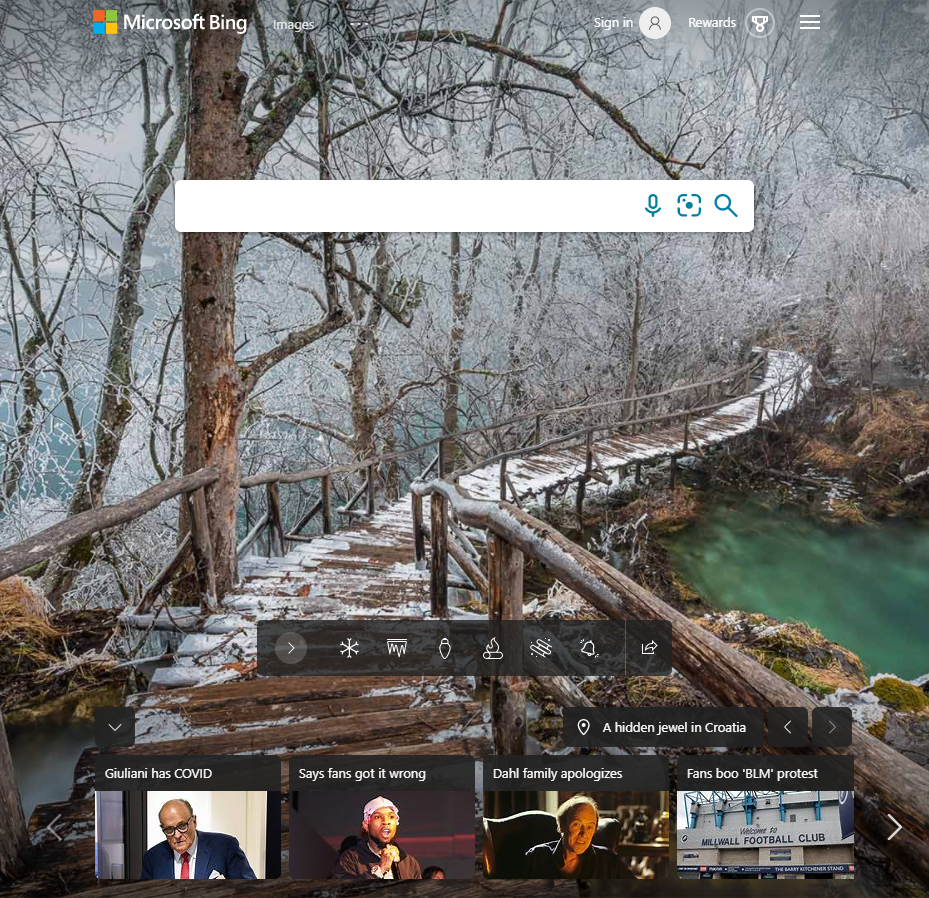 Microsoft Bing
Images
Sign in
Rewards
A hidden jewel in Croatia
Giuliani has COVID
Says fans got it wrong
Dahl family apologizes
Fans boo 'BLM' protest
Welcome to
MILLWALL FOOTBALL CLUB
THE BARRY KITCHENER STAND